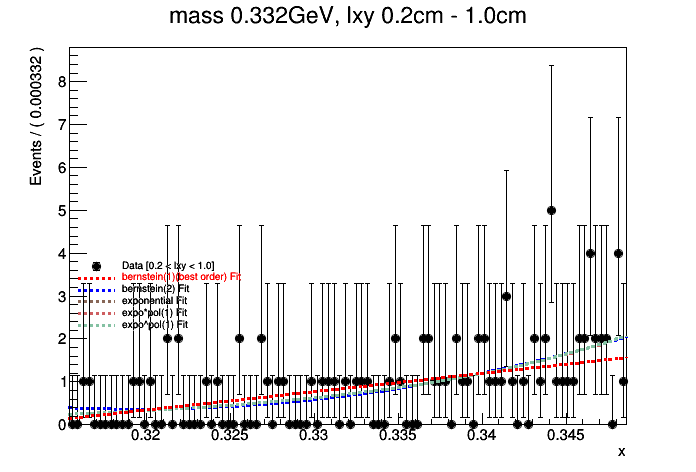 mass 0.332GeV, lxy 0.2cm - 1.0cm
Events / ( 0.000332 )
8
7
6
5
4
3
2
1
0
Data [0.2 < lxy < 1.0]
bernstein(1)(best order) Fit
bernstein(2) Fit
exponential Fit
expo*pol(1) Fit
expo^pol(1) Fit
0.32 0.325 0.33 0.335 0.34 0.345
x